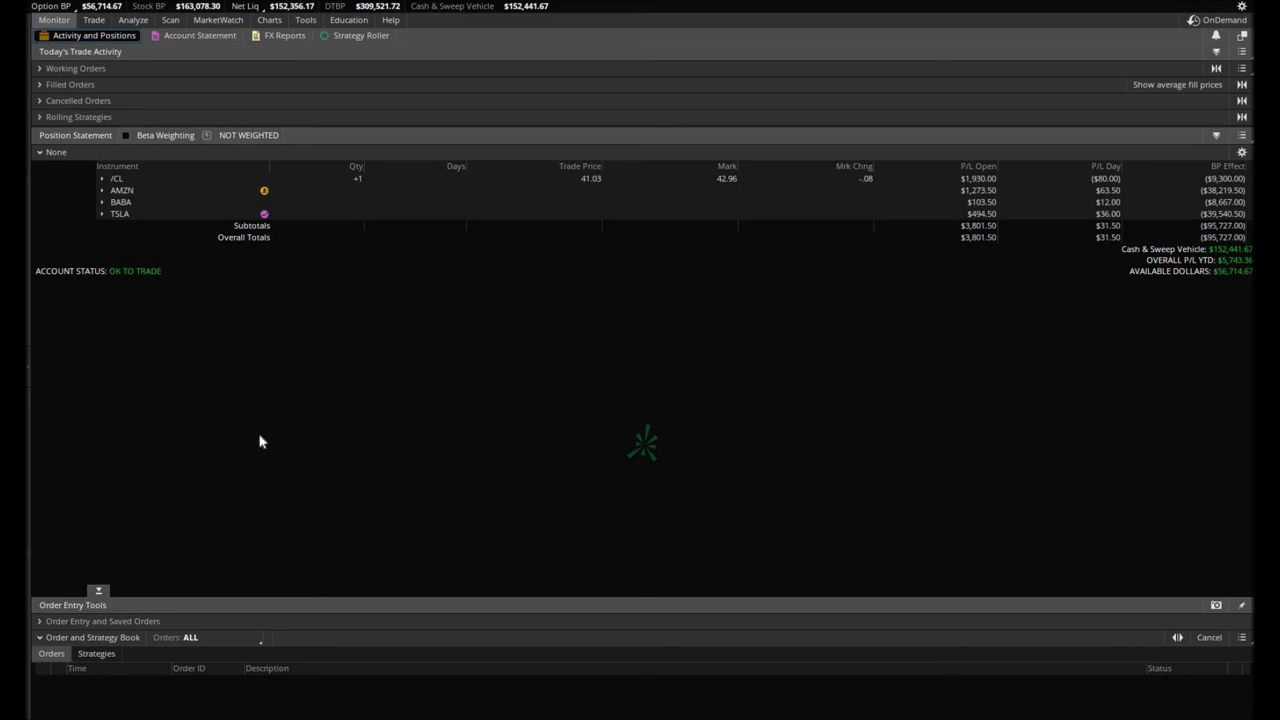 Option BP $56,714.67 Stock BP $163,078.30 Net Liq $152,356.17 DTBP $309,521.72 Cash & Sweep Vehicle $152,441.67
Monitor Trade Analyze Scan MarketWatch Charts Tools Education Help OnDemand
Activity and Positions Account Statement FX Reports Strategy Roller
Today's Trade Activity
Working Orders
Filled Orders Show average fill prices
Cancelled Orders
Rolling Strategies
Position Statement Beta Weighting NOT WEIGHTED
None
Instrument Qty Days Trade Price Mark Mrk Chng P/L Open P/L Day BP Effect
/CL +1 41.03 42.96 -.08 $1,930.00 ($80.00) ($9,300.00)
AMZN $1,273.50 $63.50 ($38,219.50)
BABA $103.50 $12.00 ($8,667.00)
TSLA $494.50 $36.00 ($39,540.50)
Subtotals $3,801.50 $31.50 ($95,727.00)
Overall Totals $3,801.50 $31.50 ($95,727.00)
Cash & Sweep Vehicle: $152,441.67
OVERALL P/L YTD: $5,743.36
ACCOUNT STATUS: OK TO TRADE AVAILABLE DOLLARS: $56,714.67
Order Entry Tools
Order Entry and Saved Orders
Order and Strategy Book Orders: ALL Cancel
Orders Strategies
Time Order ID Description Status